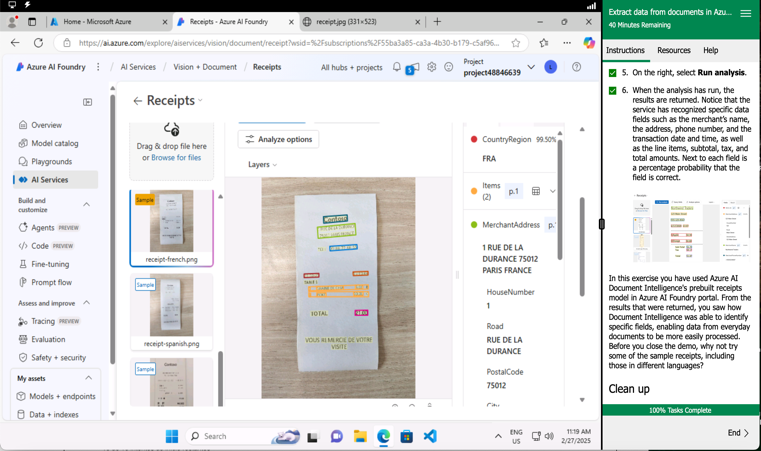 Home - Microsoft Azure
Receipts - Azure AI Foundry
receipt.jpg (331×523)
https://ai.azure.com/explore/aiservices/vision/document/receipt?wsid=%2Fsubscriptions%2F55ba3a85-ca3a-4b30-b179-c5af96...
Azure AI Foundry
AI Services / Vision + Document / Receipts
All hubs + projects
5
Project
project48846639
L
Overview
Model catalog
Playgrounds
AI Services
Build and
customize
Agents PREVIEW
Code PREVIEW
Fine-tuning
Prompt flow
Assess and improve
Tracing PREVIEW
Evaluation
Safety + security
My assets
Models + endpoints
Data + indexes
Receipts
Drag & drop file here
or Browse for files
Sample
receipt-french.png
Sample
receipt-spanish.png
Sample
Analyze options
Layers
Contoso
TOTAL
VOUS REMERCIE DE VOTRE
VISITE
CountryRegion 99.50%
FRA
Items
(2)
p.1
MerchantAddress p.
1 RUE DE LA
DURANCE 75012
PARIS FRANCE
HouseNumber
1
Road
RUE DE LA
DURANCE
PostalCode
75012
City
Search
ENG
US
11:19 AM
2/27/2025
Extract data from documents in Azu...
40 Minutes Remaining
Instructions Resources Help
5. On the right, select Run analysis.
6. When the analysis has run, the
results are returned. Notice that the
service has recognized specific data
fields such as the merchant’s name,
the address, phone number, and the
transaction date and time, as well
as the line items, subtotal, tax, and
total amounts. Next to each field is
a percentage probability that the
field is correct.
In this exercise you have used Azure AI
Document Intelligence's prebuilt receipts
model in Azure AI Foundry portal. From the
results that were returned, you saw how
Document Intelligence was able to identify
specific fields, enabling data from everyday
documents to be more easily processed.
Before you close the demo, why not try
some of the sample receipts, including
those in different languages?
Clean up
100% Tasks Complete
End